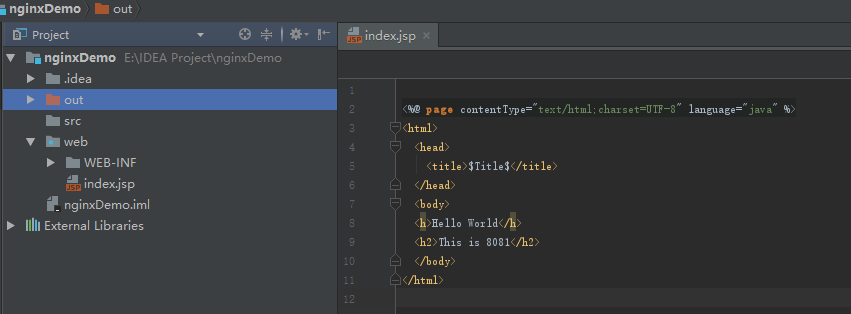 nginxDemo out
Project
index.jsp
nginxDemo E:\IDEA Project\nginxDemo
.idea
out
src
web
WEB-INF
index.jsp
nginxDemo.iml
External Libraries
1
2 <%@ page contentType="text/html;charset=UTF-8" language="java" %>
3 <html>
4 <head>
5 <title>$Title$</title>
6 </head>
7 <body>
8 <h>Hello World</h>
9 <h2>This is 8081</h2>
10 </body>
11 </html>
12